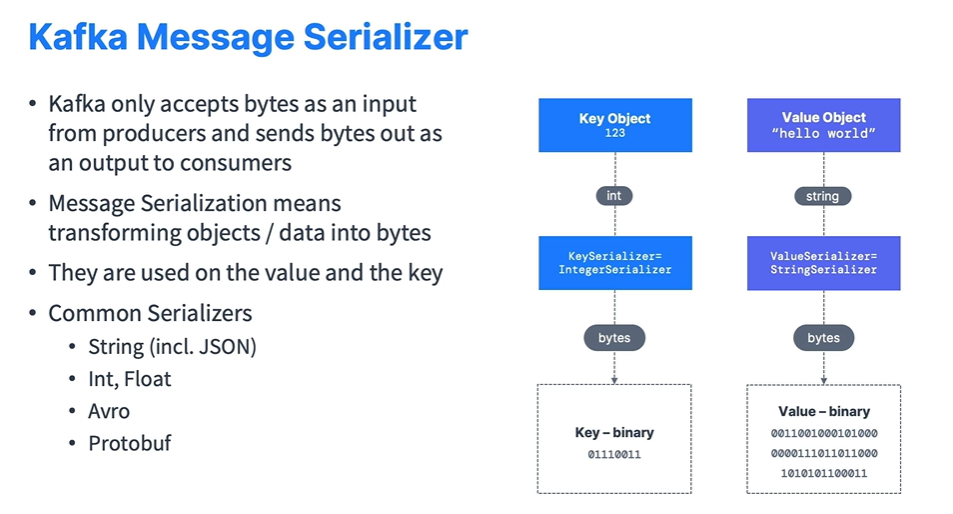 Kafka Message Serializer
• Kafka only accepts bytes as an input
from producers and sends bytes out as
an output to consumers
• Message Serialization means
transforming objects / data into bytes
• They are used on the value and the key
• Common Serializers
• String (incl. JSON)
• Int, Float
• Avro
• Protobuf
Key Object
123
int
KeySerializer=
IntegerSerializer
bytes
Key – binary
01110011
Value Object
“hello world”
string
ValueSerializer=
StringSerializer
bytes
Value – binary
0011001000101000
0000111011011000
1010101100011